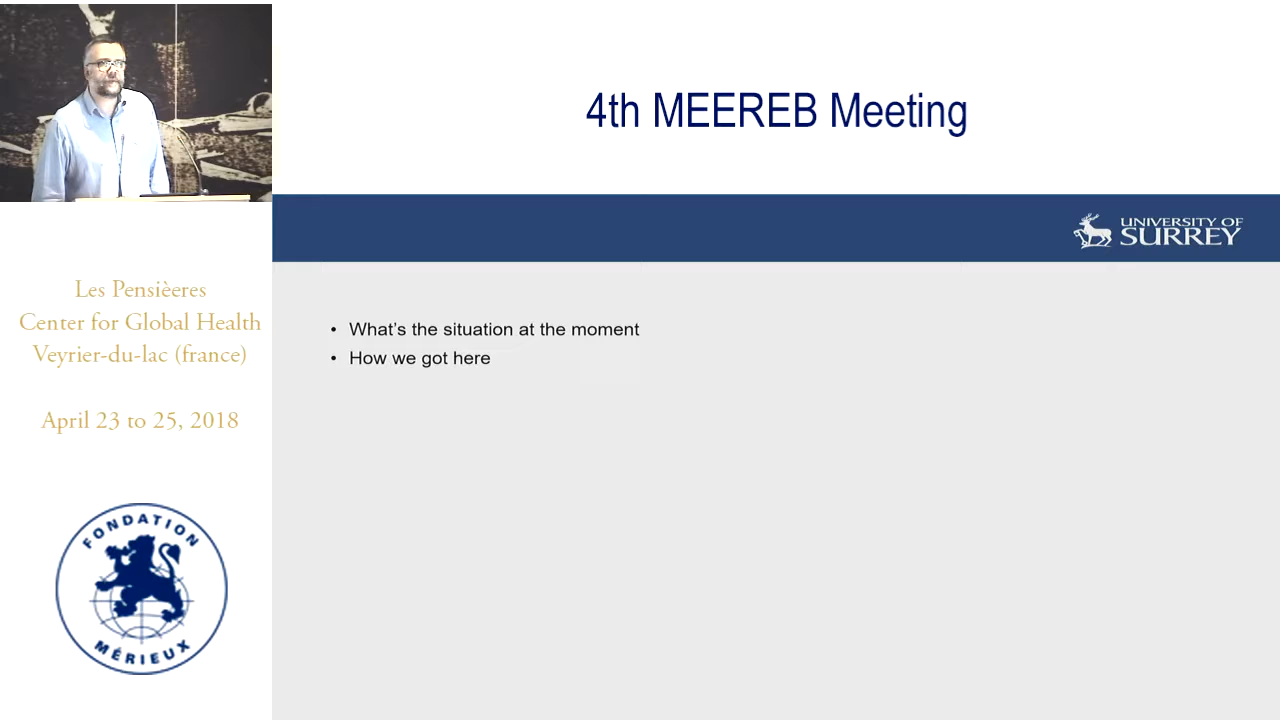 4th MEEREB Meeting
UNIVERSITY OF
SURREY
• What's the situation at the moment
• How we got here
Les Pensièeres
Center for Global Health
Veyrier-du-lac (france)
April 23 to 25, 2018
FONDATION
MÉRIEUX